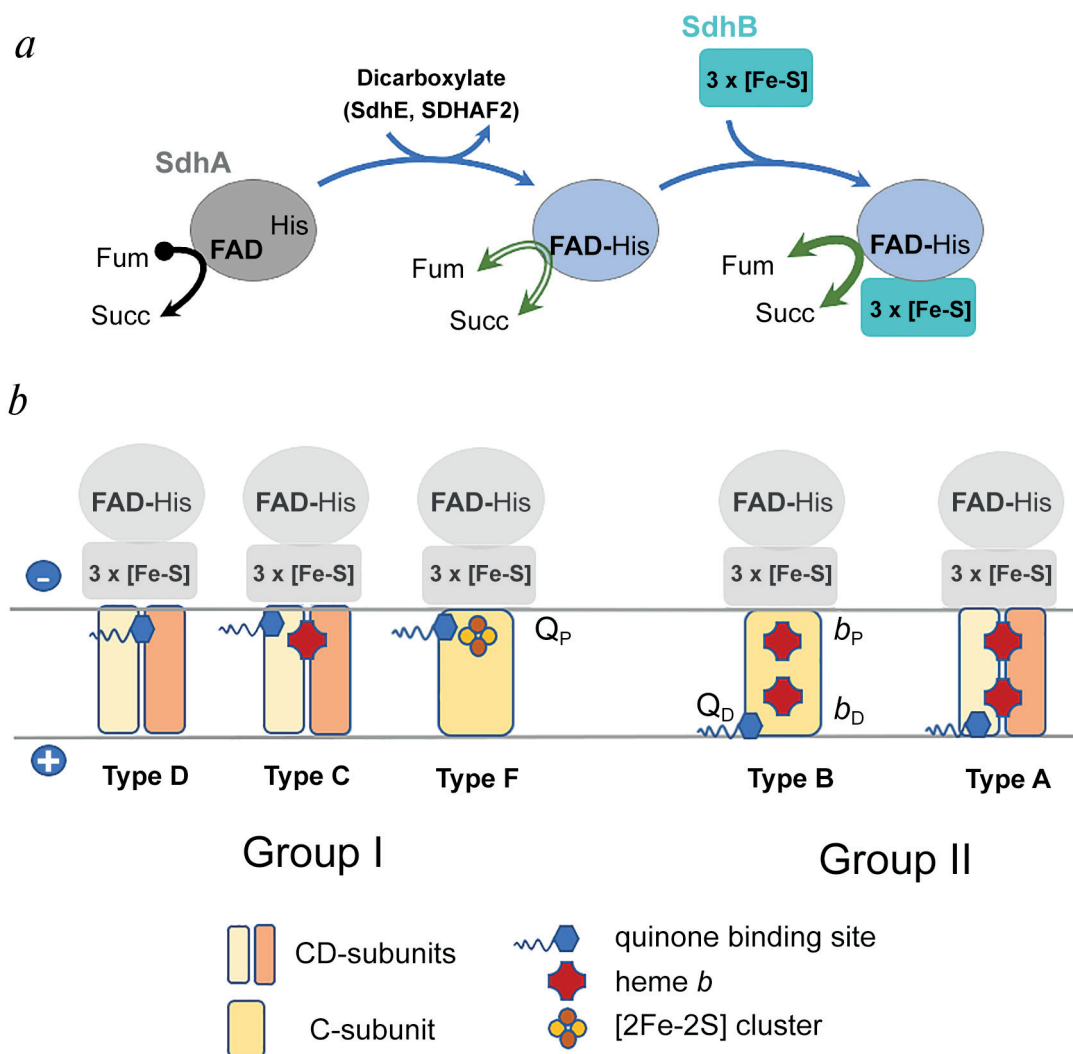 a
SdhB
3 x [Fe-S]
Dicarboxylate
(SdhE, SDHAF2)
SdhA
His
FAD
Fum
Succ
FAD-His
Fum
Succ
FAD-His
Fum
Succ
3 x [Fe-S]
b
FAD-His
FAD-His
FAD-His
FAD-His
FAD-His
3 x [Fe-S]
3 x [Fe-S]
3 x [Fe-S]
3 x [Fe-S]
3 x [Fe-S]
-
QP
bP
QD
bD
+
Type D
Type C
Type F
Type B
Type A
Group I
Group II
CD-subunits
C-subunit
quinone binding site
heme b
[2Fe-2S] cluster